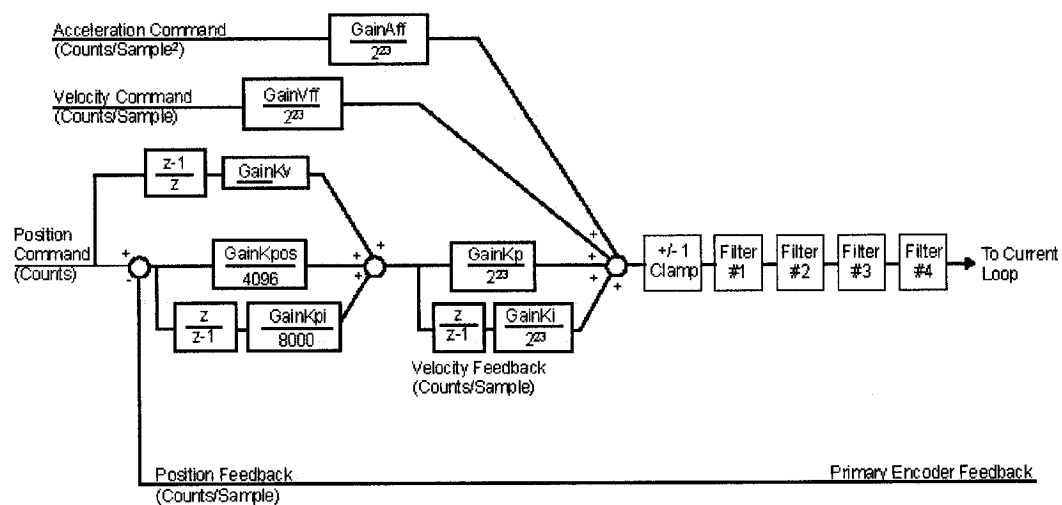 Acceleration Command
(Counts/Sample²)
GainAff
2²³
Velocity Command
(Counts/Sample)
GainVff
2²³
z-1
z
GainKv
Position
Command
(Counts)
+
-
GainKpos
4096
z
z-1
GainKpi
8000
+
+
+
GainKp
2²³
z
z-1
GainKi
2²³
+
+
+
+
Velocity Feedback
(Counts/Sample)
+/- 1
Clamp
Filter
#1
Filter
#2
Filter
#3
Filter
#4
To Current
Loop
Position Feedback
(Counts/Sample)
Primary Encoder Feedback